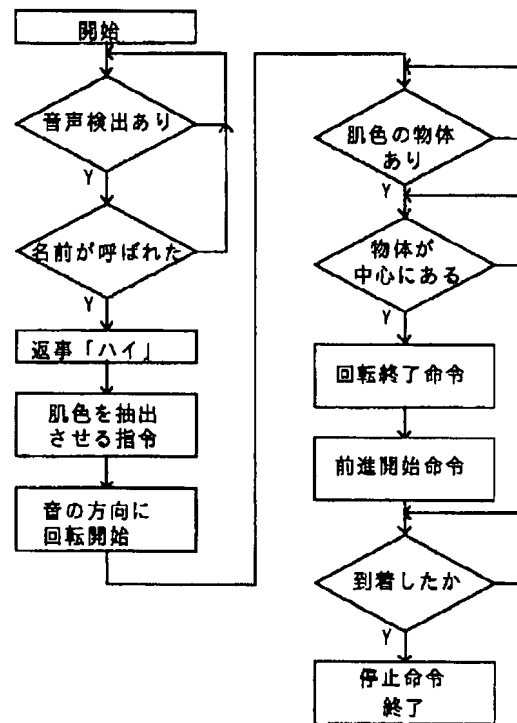 開始
音声検出あり
Y
名前が呼ばれた
Y
返事「ハイ」
肌色を抽出
させる指令
音の方向に
回転開始
肌色の物体
あり
Y
物体が
中心にある
Y
回転終了命令
前進開始命令
到着したか
Y
停止命令
終了